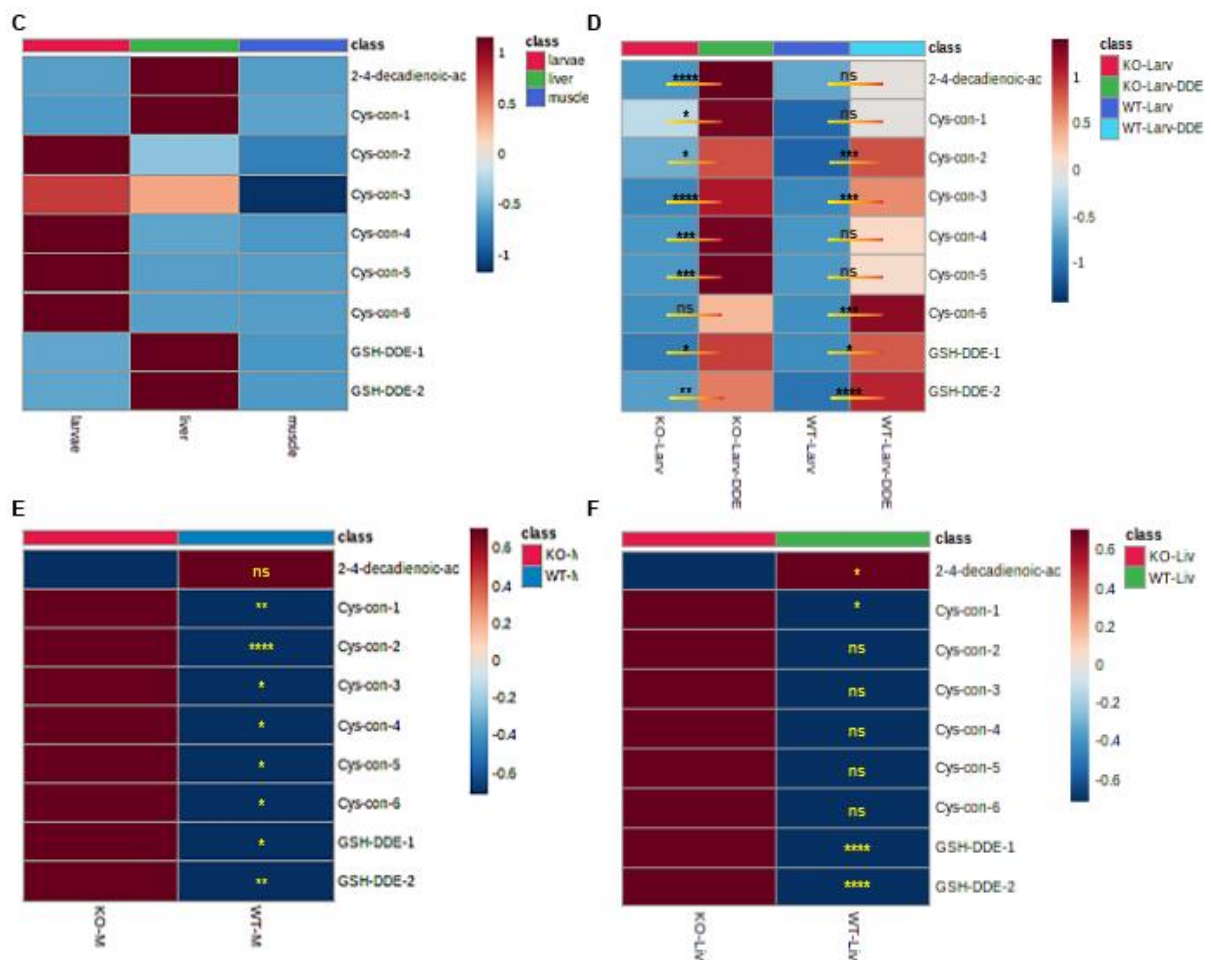 C
class
2-4-decadienoic-ac
Cys-con-1
Cys-con-2
Cys-con-3
Cys-con-4
Cys-con-5
Cys-con-6
GSH-DDE-1
GSH-DDE-2
larvae
liver
muscle
1
0.5
0
-0.5
-1
class
larvae
liver
muscle
D
class
2-4-decadienoic-ac
**** ns
Cys-con-1
* ns
Cys-con-2
* ***
Cys-con-3
**** ***
Cys-con-4
*** ns
Cys-con-5
*** ns
Cys-con-6
ns ***
GSH-DDE-1
* *
GSH-DDE-2
** ****
KO-Larv
KO-Larv-DDE
WT-Larv
WT-Larv-DDE
1
0.5
0
-0.5
-1
class
KO-Larv
KO-Larv-DDE
WT-Larv
WT-Larv-DDE
E
class
ns 2-4-decadienoic-ac
** Cys-con-1
**** Cys-con-2
* Cys-con-3
* Cys-con-4
* Cys-con-5
* Cys-con-6
* GSH-DDE-1
** GSH-DDE-2
KO-M
WT-M
0.6
0.4
0.2
0
-0.2
-0.4
-0.6
class
KO-M
WT-M
F
class
* 2-4-decadienoic-ac
* Cys-con-1
ns Cys-con-2
ns Cys-con-3
ns Cys-con-4
ns Cys-con-5
ns Cys-con-6
**** GSH-DDE-1
**** GSH-DDE-2
KO-Liv
WT-Liv
0.6
0.4
0.2
0
-0.2
-0.4
-0.6
class
KO-Liv
WT-Liv